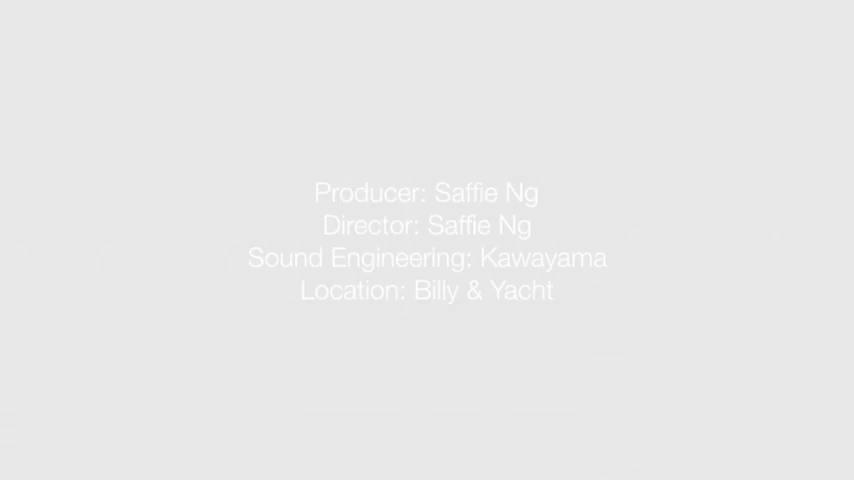 Producer: Saffie Ng
Director: Saffie Ng
Sound Engineering: Kawayama
Location: Billy & Yacht